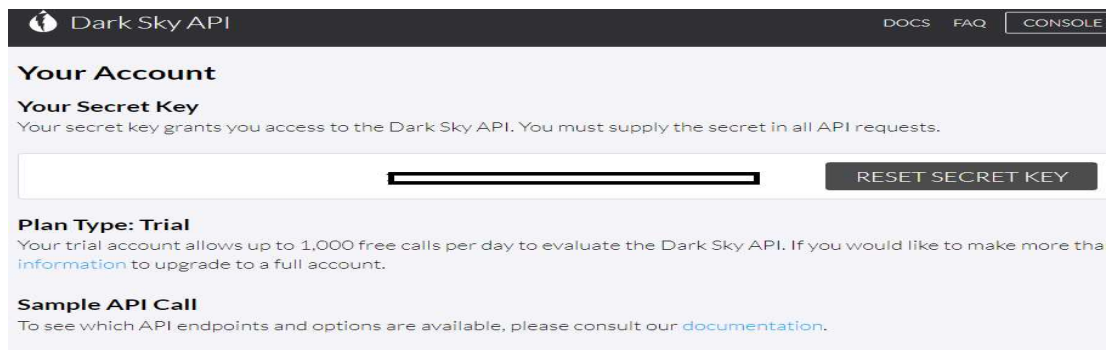 Dark Sky API DOCS FAQ CONSOLE
Your Account
Your Secret Key
Your secret key grants you access to the Dark Sky API. You must supply the secret in all API requests.
RESET SECRET KEY
Plan Type: Trial
Your trial account allows up to 1,000 free calls per day to evaluate the Dark Sky API. If you would like to make more tha
information to upgrade to a full account.
Sample API Call
To see which API endpoints and options are available, please consult our documentation.